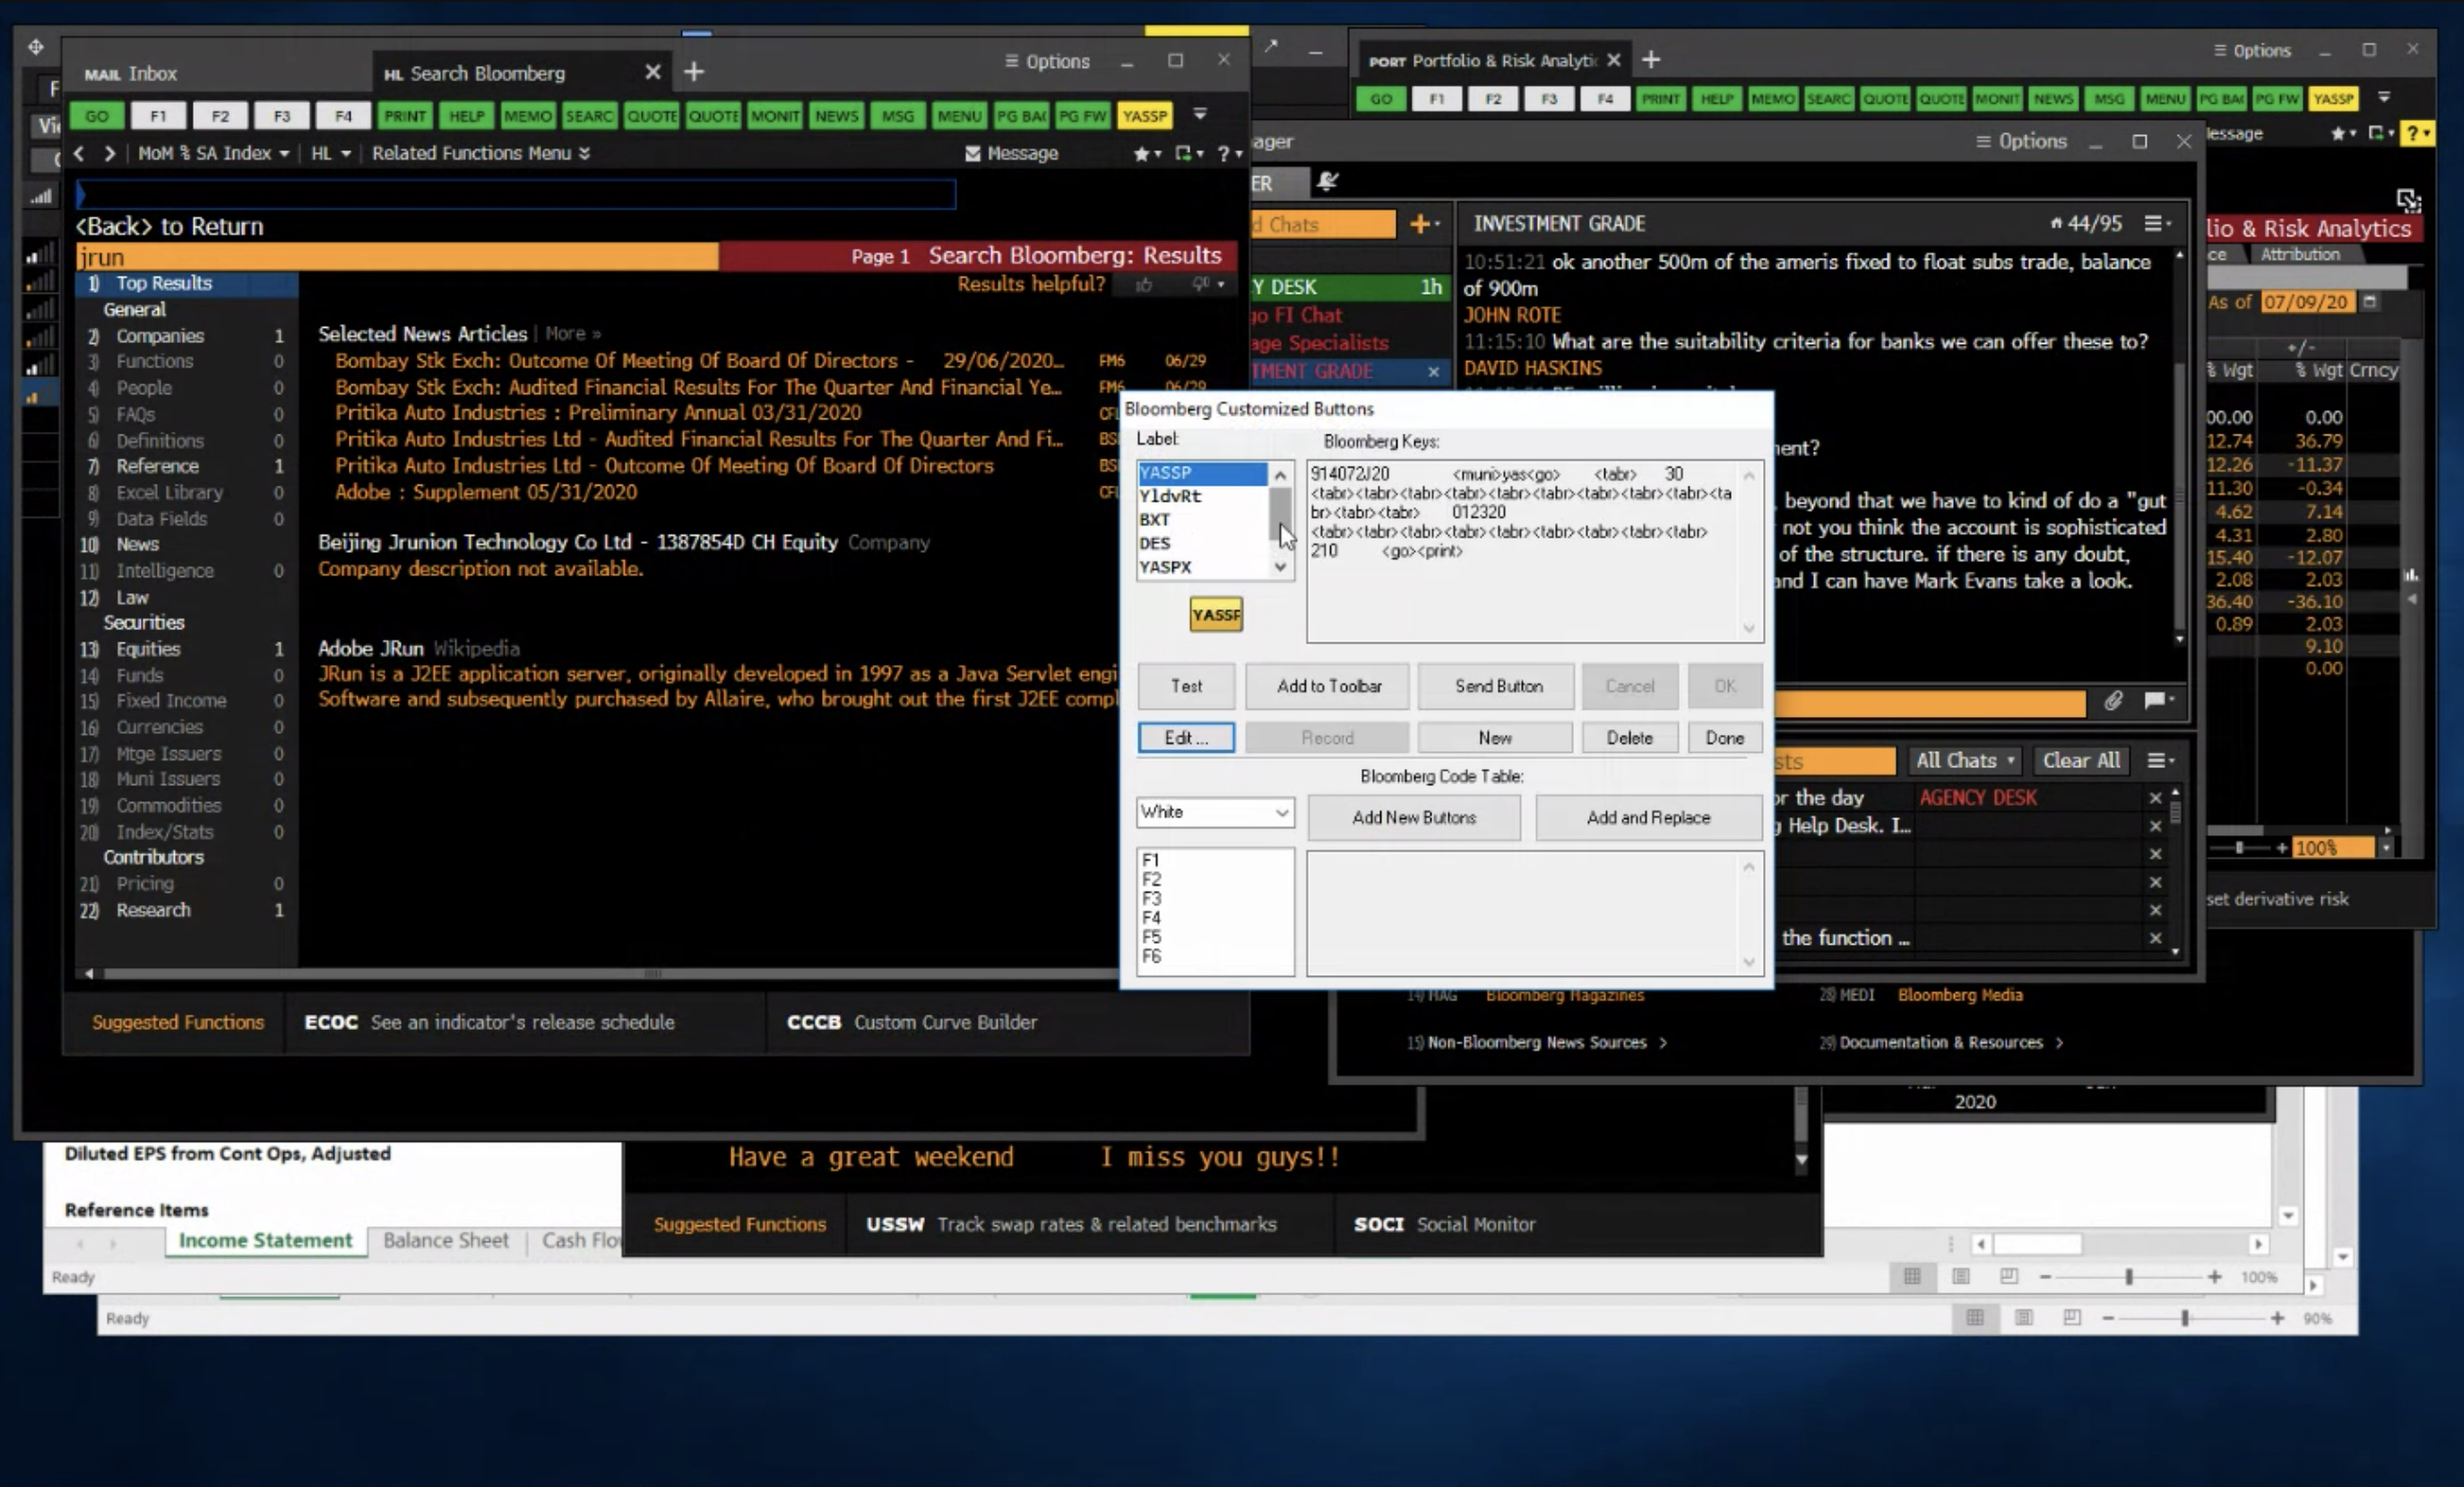 MAIL Inbox
HL Search Bloomberg
Options
GO F1 F2 F3 F4 PRINT HELP MEMO SEARC QUOTE QUOTE MONIT NEWS MSG MENU PG BA PG FW YASSP
MoM % SA Index HL Related Functions Menu Message
<Back> to Return
jrun
Page 1 Search Bloomberg: Results
1) Top Results
Results helpful?
General
2) Companies 1
3) Functions 0
4) People 0
5) FAQs 0
6) Definitions 0
7) Reference 1
8) Excel Library 0
9) Data Fields 0
10) News
11) Intelligence 0
12) Law
Securities
13) Equities 1
14) Funds 0
15) Fixed Income 0
16) Currencies 0
17) Mtge Issuers 0
18) Muni Issuers 0
19) Commodities 0
20) Index/Stats 0
Contributors
21) Pricing 0
22) Research 1
Selected News Articles | More »
Bombay Stk Exch: Outcome Of Meeting Of Board Of Directors - 29/06/2020... FM6 06/29
Bombay Stk Exch: Audited Financial Results For The Quarter And Financial Ye... FM6 06/29
Pritika Auto Industries : Preliminary Annual 03/31/2020 CFL
Pritika Auto Industries Ltd - Audited Financial Results For The Quarter And Fi... BS
Pritika Auto Industries Ltd - Outcome Of Meeting Of Board Of Directors BS
Adobe : Supplement 05/31/2020 CFL
Beijing Jrunion Technology Co Ltd - 1387854D CH Equity Company
Company description not available.
Adobe JRun Wikipedia
JRun is a J2EE application server, originally developed in 1997 as a Java Servlet engi
Software and subsequently purchased by Allaire, who brought out the first J2EE compl
Suggested Functions ECOC See an indicator's release schedule CCCB Custom Curve Builder
PORT Portfolio & Risk Analytic
Options
GO F1 F2 F3 F4 PRINT HELP MEMO SEARC QUOTE QUOTE MONIT NEWS MSG MENU PG BA PG FW YASSP
lessage
lio & Risk Analytics
ce Attribution
As of 07/09/20
+/-
% Wgt % Wgt Crncy
00.00 0.00
12.74 36.79
12.26 -11.37
11.30 -0.34
4.62 7.14
4.31 2.80
15.40 -12.07
2.08 2.03
36.40 -36.10
0.89 2.03
9.10
0.00
100%
set derivative risk
ager
Options
ER
d Chats
Y DESK 1h
go FI Chat
age Specialists
TMENT GRADE
INVESTMENT GRADE 44/95
10:51:21 ok another 500m of the ameris fixed to float subs trade, balance
of 900m
JOHN ROTE
11:15:10 What are the suitability criteria for banks we can offer these to?
DAVID HASKINS
ent?
, beyond that we have to kind of do a "gut
not you think the account is sophisticated
of the structure. if there is any doubt,
and I can have Mark Evans take a look.
sts All Chats Clear All
or the day AGENCY DESK
g Help Desk. I...
the function ...
Bloomberg Customized Buttons
Label: Bloomberg Keys:
YASSP
YldvRt
BXT
DES
YASPX
914072J20 <muni>yas<go> <tabr> 30
<tabr><tabr><tabr><tabr><tabr><tabr><tabr><tabr><tabr><ta
br><tabr><tabr> 012320
<tabr><tabr><tabr><tabr><tabr><tabr><tabr><tabr><tabr>
210 <go><print>
YASSP
Test Add to Toolbar Send Button Cancel OK
Edit ... Record New Delete Done
Bloomberg Code Table:
White Add New Buttons Add and Replace
F1
F2
F3
F4
F5
F6
14) MAG Bloomberg Magazines 28) MEDI Bloomberg Media
15) Non-Bloomberg News Sources > 29) Documentation & Resources >
2020
Diluted EPS from Cont Ops, Adjusted
Reference Items
Income Statement Balance Sheet Cash Flo
Have a great weekend I miss you guys!!
Suggested Functions USSW Track swap rates & related benchmarks SOCI Social Monitor
Ready 100%
Ready 90%